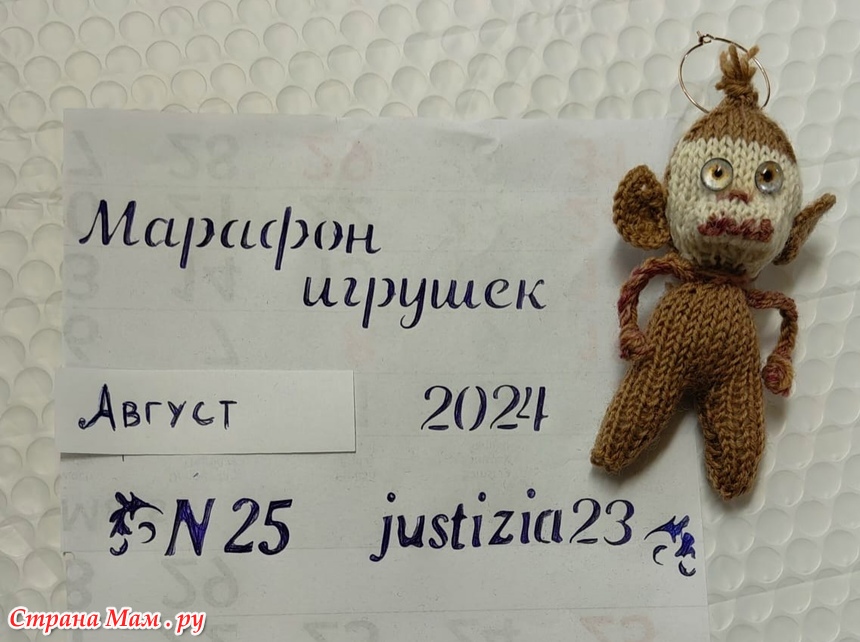 Марафон
игрушек
Август 2024
N 25 justizia23
Страна Мам.ру